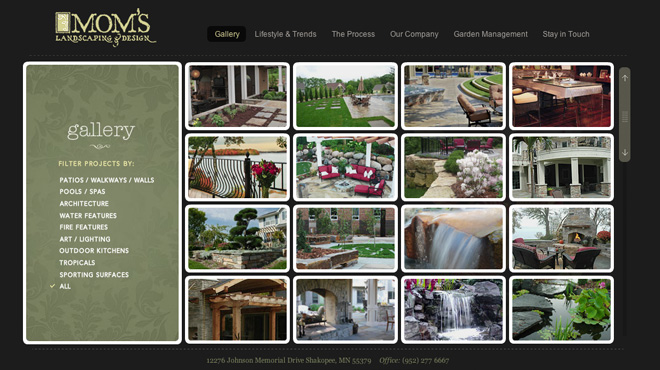 MOM'S
LANDSCAPING & DESIGN
Gallery
Lifestyle & Trends
The Process
Our Company
Garden Management
Stay in Touch
gallery
FILTER PROJECTS BY:
PATIOS / WALKWAYS / WALLS
POOLS / SPAS
ARCHITECTURE
WATER FEATURES
FIRE FEATURES
ART / LIGHTING
OUTDOOR KITCHENS
TROPICALS
SPORTING SURFACES
ALL
12276 Johnson Memorial Drive Shakopee, MN 55379 Office: (952) 277 6667